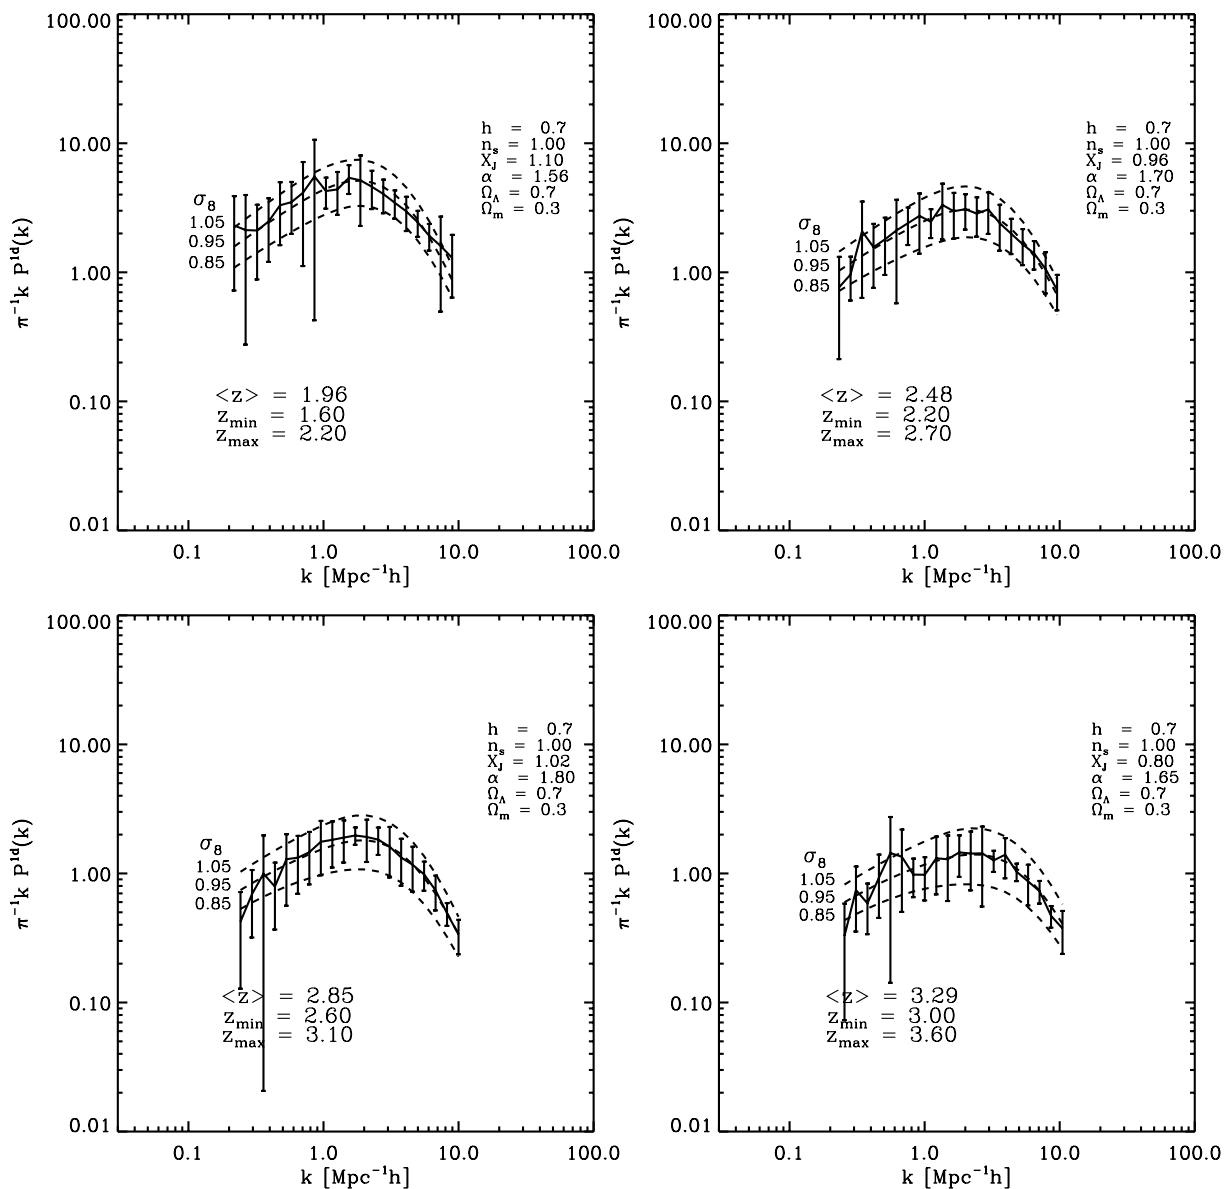 100.00
10.00
1.00
0.10
0.01
π⁻¹k P¹ᵈ(k)
h = 0.7
nₛ = 1.00
X_J = 1.10
α = 1.56
Ω_Λ = 0.7
Ω_m = 0.3
σ₈
1.05
0.95
0.85
<z> = 1.96
z_min = 1.60
z_max = 2.20
0.1 1.0 10.0 100.0
k [Mpc⁻¹h]
100.00
10.00
1.00
0.10
0.01
π⁻¹k P¹ᵈ(k)
h = 0.7
nₛ = 1.00
X_J = 0.96
α = 1.70
Ω_Λ = 0.7
Ω_m = 0.3
σ₈
1.05
0.95
0.85
<z> = 2.48
z_min = 2.20
z_max = 2.70
0.1 1.0 10.0 100.0
k [Mpc⁻¹h]
100.00
10.00
1.00
0.10
0.01
π⁻¹k P¹ᵈ(k)
h = 0.7
nₛ = 1.00
X_J = 1.02
α = 1.80
Ω_Λ = 0.7
Ω_m = 0.3
σ₈
1.05
0.95
0.85
<z> = 2.85
z_min = 2.60
z_max = 3.10
0.1 1.0 10.0 100.0
k [Mpc⁻¹h]
100.00
10.00
1.00
0.10
0.01
π⁻¹k P¹ᵈ(k)
h = 0.7
nₛ = 1.00
X_J = 0.80
α = 1.65
Ω_Λ = 0.7
Ω_m = 0.3
σ₈
1.05
0.95
0.85
<z> = 3.29
z_min = 3.00
z_max = 3.60
0.1 1.0 10.0 100.0
k [Mpc⁻¹h]